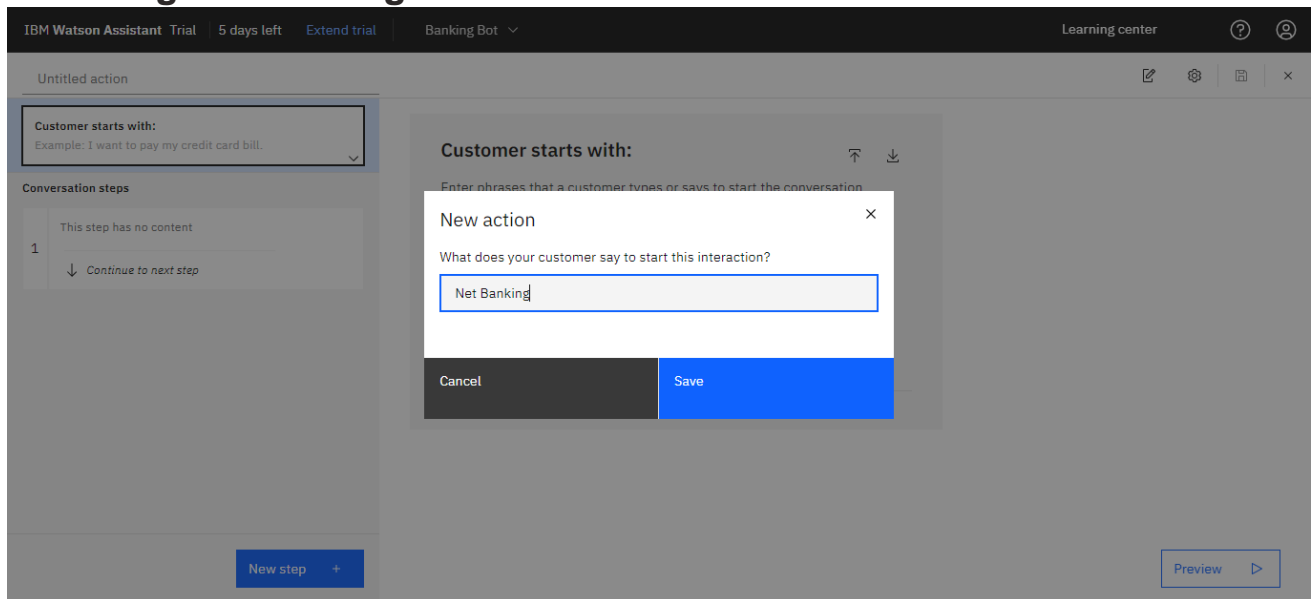 IBM Watson Assistant Trial 5 days left Extend trial Banking Bot Learning center
Untitled action
Customer starts with:
Example: I want to pay my credit card bill.
Conversation steps
1
This step has no content
Continue to next step
New step +
Customer starts with:
Enter phrases that a customer types or says to start the conversation
New action
What does your customer say to start this interaction?
Net Banking
Cancel
Save
Preview